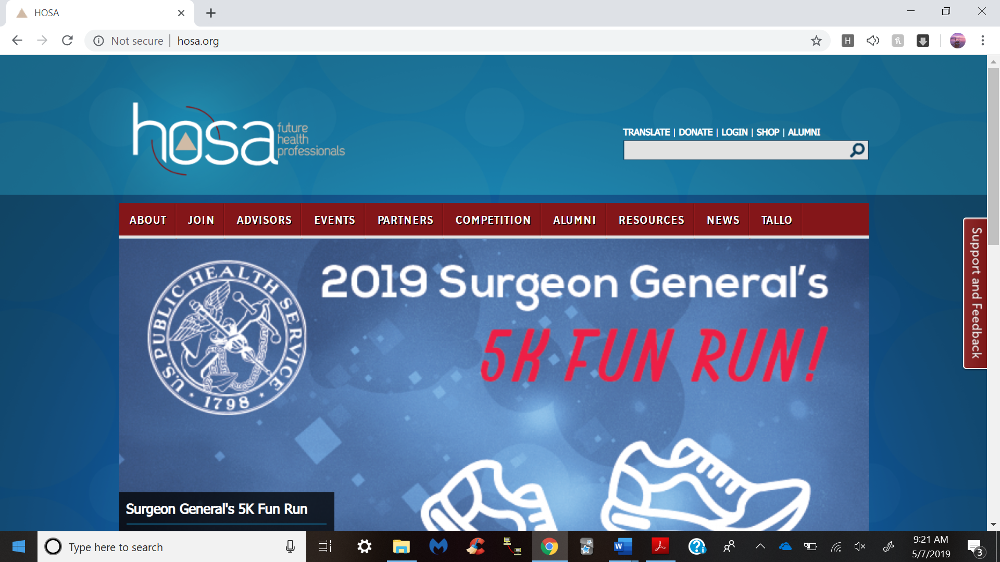 HOSA
Not secure | hosa.org
H
hosa future
health
professionals
TRANSLATE | DONATE | LOGIN | SHOP | ALUMNI
ABOUT JOIN ADVISORS EVENTS PARTNERS COMPETITION ALUMNI RESOURCES NEWS TALLO
Support and Feedback
U.S. PUBLIC HEALTH SERVICE
1798
2019 Surgeon General's
5K FUN RUN!
Surgeon General's 5K Fun Run
Type here to search
W
9:21 AM
5/7/2019
3